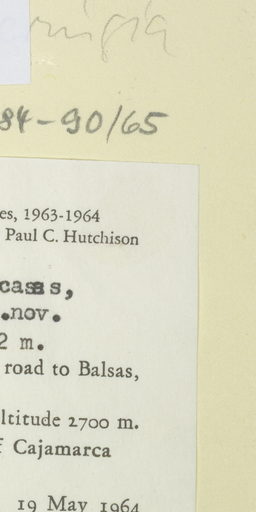 84-90/65
es, 1963-1964
Paul C. Hutchison
s,
.nov.
2 m.
road to Balsas,
ltitude 2700 m.
f Cajamarca
19 May 1964